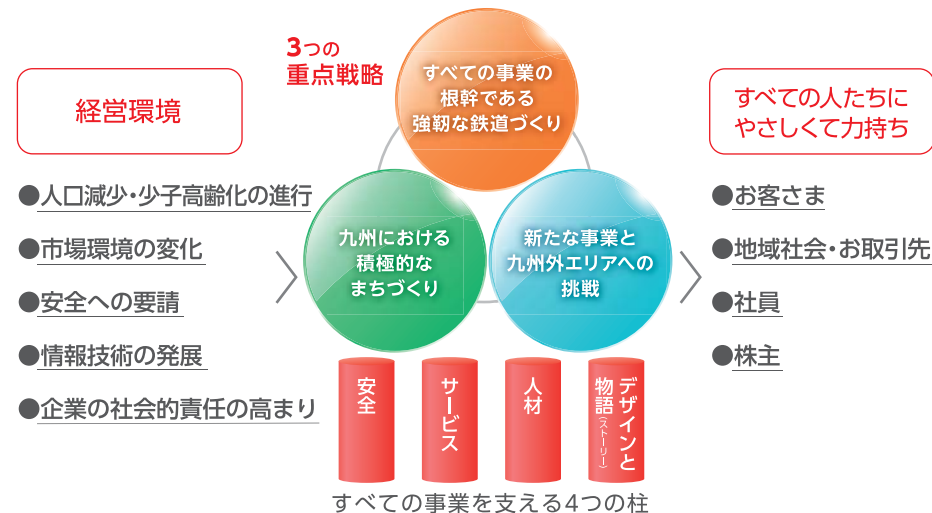 経営環境
●人口減少・少子高齢化の進行
●市場環境の変化
●安全への要請
●情報技術の発展
●企業の社会的責任の高まり
3つの
重点戦略
すべての事業の
根幹である
強靭な鉄道づくり
九州における
積極的な
まちづくり
新たな事業と
九州外エリアへの
挑戦
安全
サービス
人材
デザインと
物語(ストーリー)
すべての事業を支える4つの柱
すべての人たちに
やさしくて力持ち
●お客さま
●地域社会・お取引先
●社員
●株主